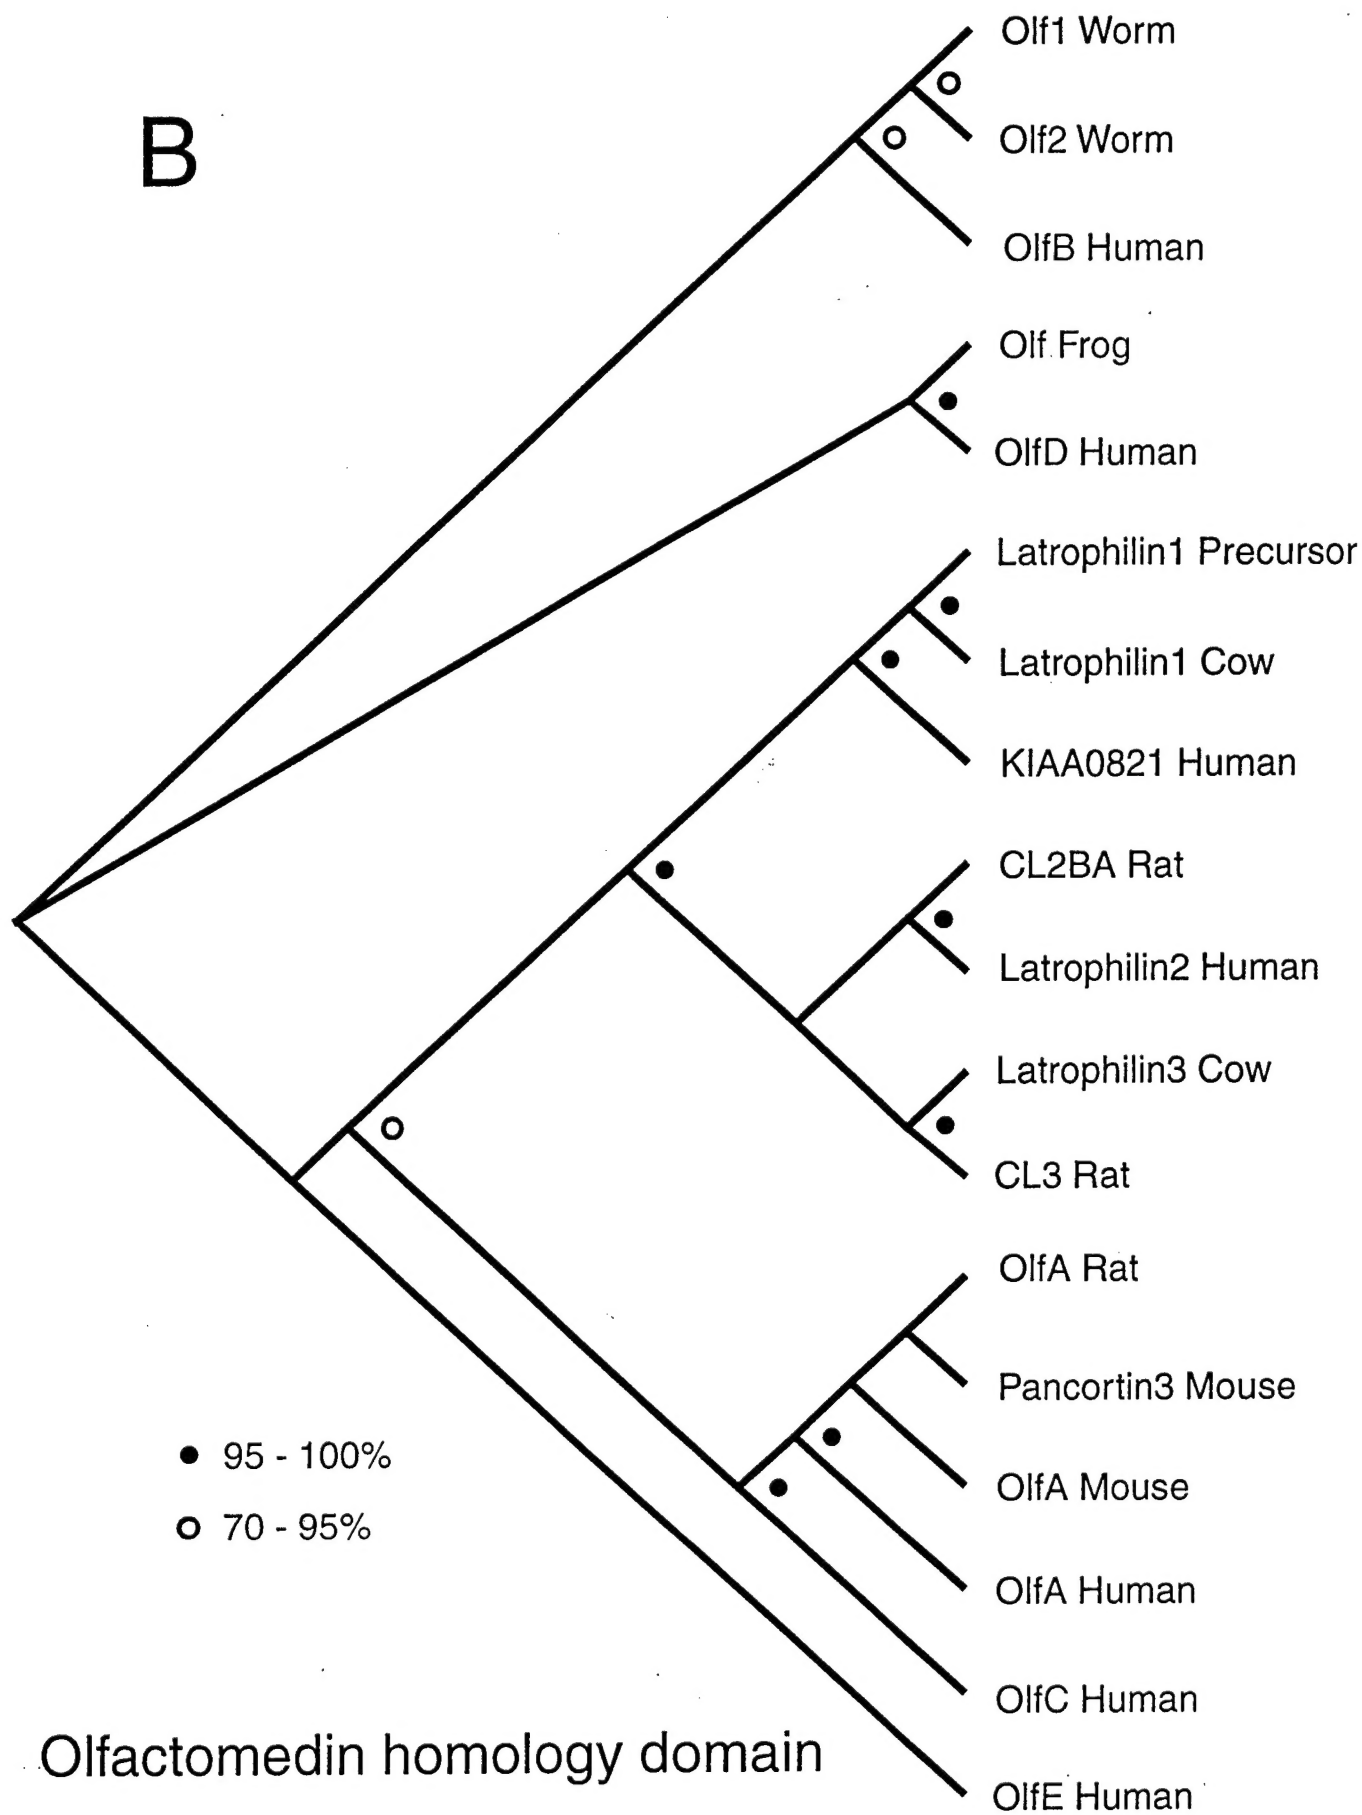 B
Olf1 Worm
Olf2 Worm
OlfB Human
Olf Frog
OlfD Human
Latrophilin1 Precursor
Latrophilin1 Cow
KIAA0821 Human
CL2BA Rat
Latrophilin2 Human
Latrophilin3 Cow
CL3 Rat
OlfA Rat
Pancortin3 Mouse
OlfA Mouse
OlfA Human
OlfC Human
OlfE Human
95 - 100%
70 - 95%
Olfactomedin homology domain